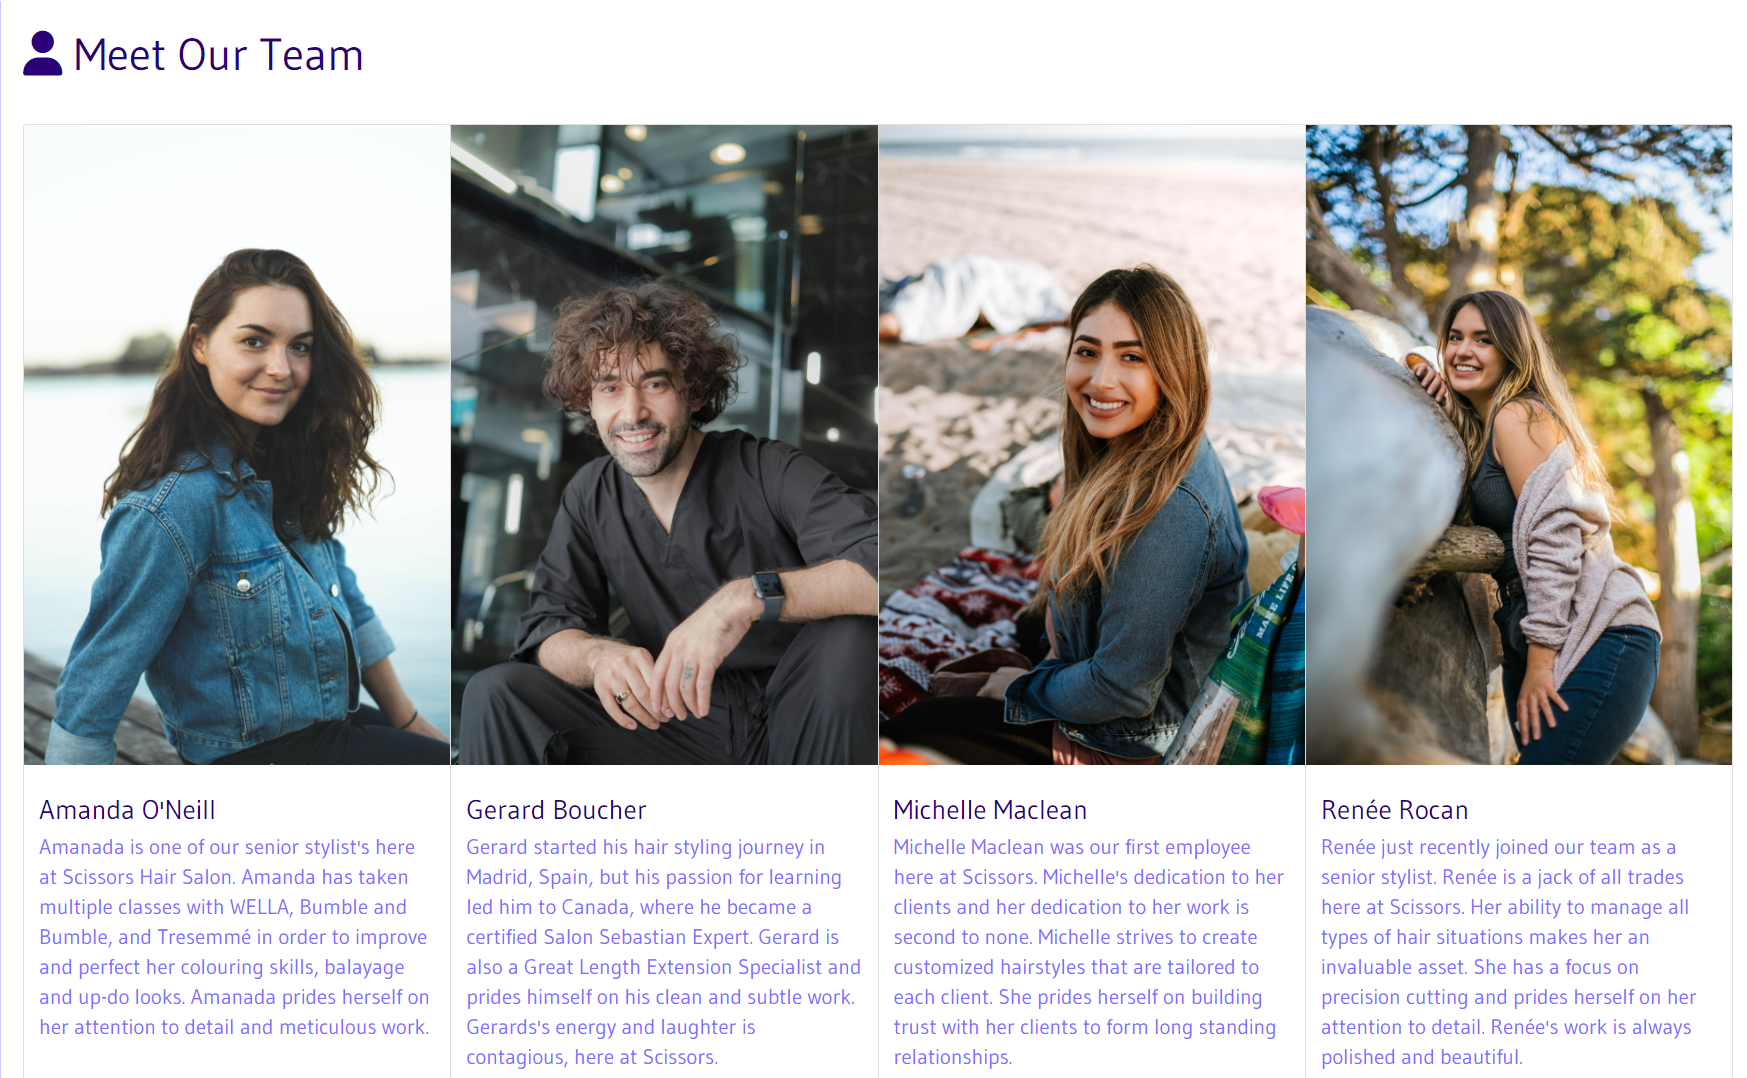 Meet Our Team
MAKE LIFE
Amanda O'Neill
Amanada is one of our senior stylist's here
at Scissors Hair Salon. Amanda has taken
multiple classes with WELLA, Bumble and
Bumble, and Tresemmé in order to improve
and perfect her colouring skills, balayage
and up-do looks. Amanada prides herself on
her attention to detail and meticulous work.
Gerard Boucher
Gerard started his hair styling journey in
Madrid, Spain, but his passion for learning
led him to Canada, where he became a
certified Salon Sebastian Expert. Gerard is
also a Great Length Extension Specialist and
prides himself on his clean and subtle work.
Gerards's energy and laughter is
contagious, here at Scissors.
Michelle Maclean
Michelle Maclean was our first employee
here at Scissors. Michelle's dedication to her
clients and her dedication to her work is
second to none. Michelle strives to create
customized hairstyles that are tailored to
each client. She prides herself on building
trust with her clients to form long standing
relationships.
Renée Rocan
Renée just recently joined our team as a
senior stylist. Renée is a jack of all trades
here at Scissors. Her ability to manage all
types of hair situations makes her an
invaluable asset. She has a focus on
precision cutting and prides herself on her
attention to detail. Renée's work is always
polished and beautiful.